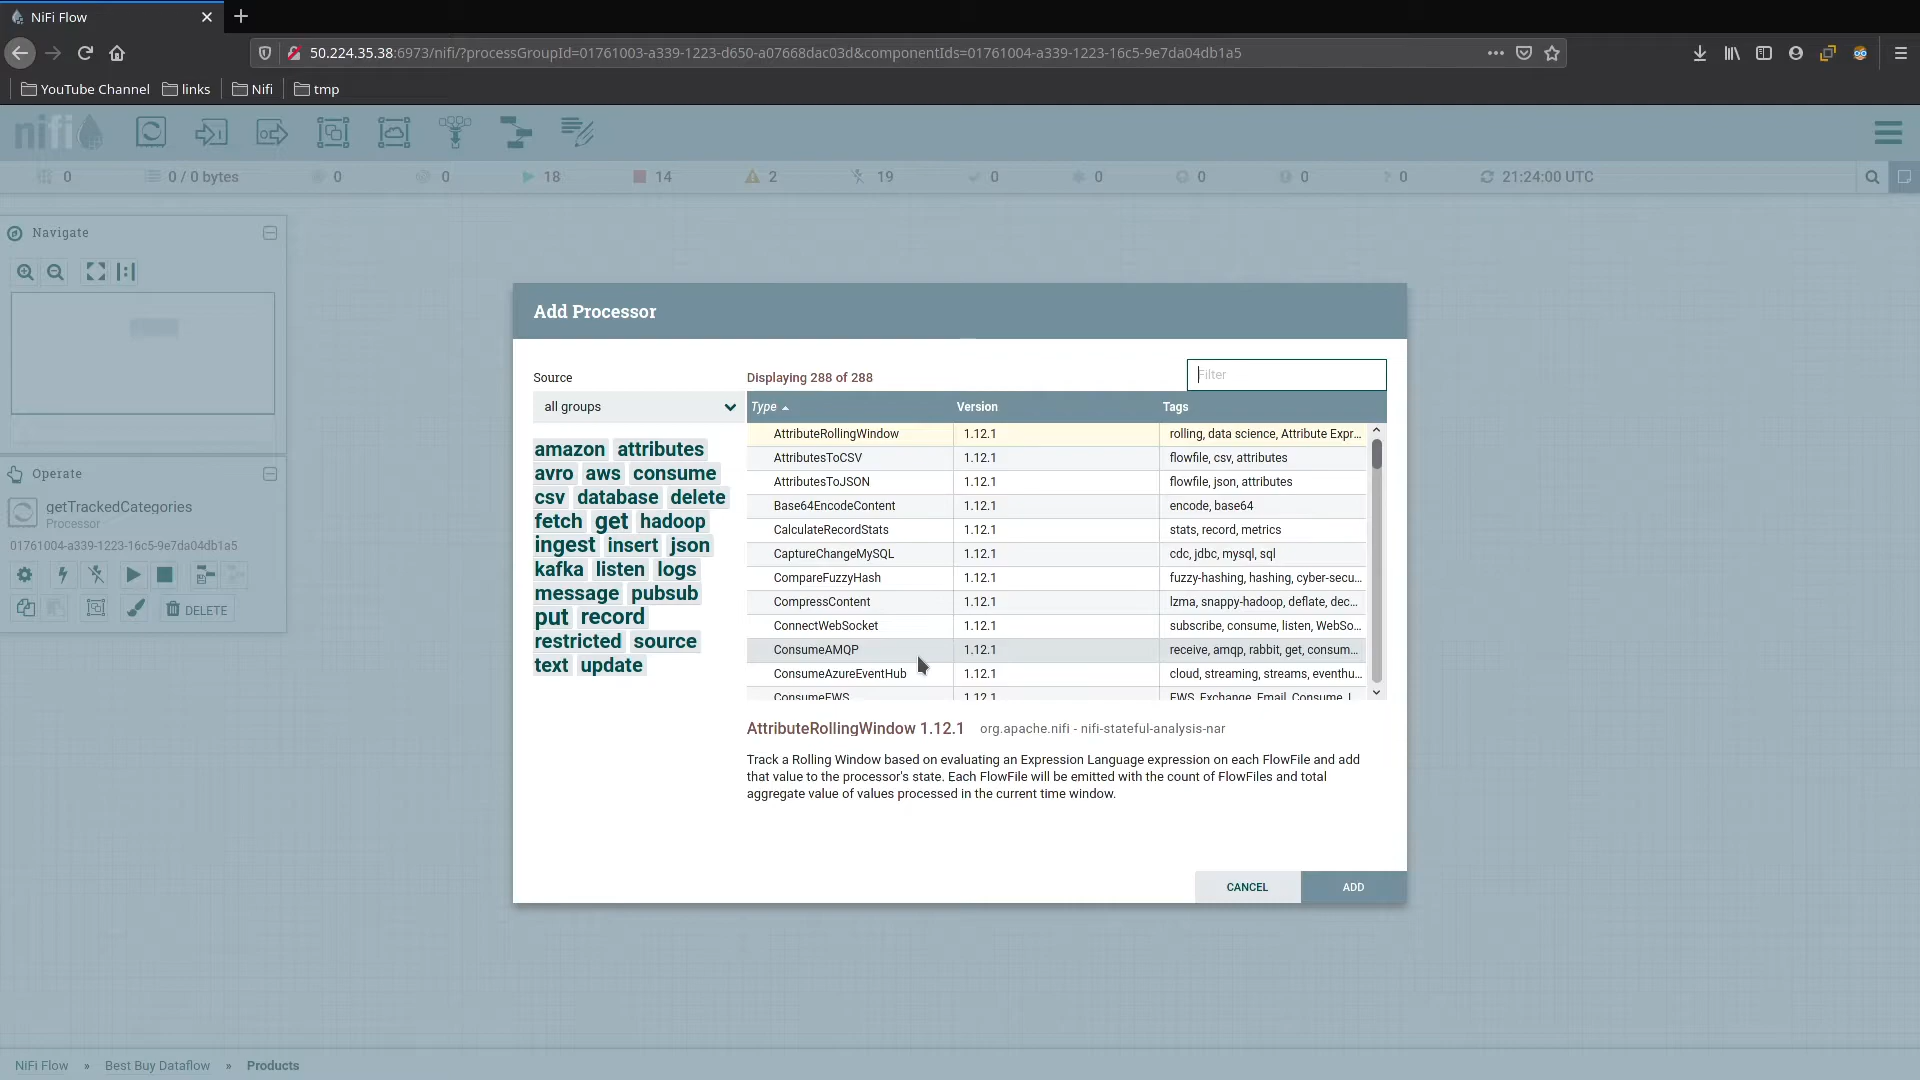 NiFi Flow
50.224.35.38:6973/nifi/?processGroupId=01761003-a339-1223-d650-a07668dac03d&componentIds=01761004-a339-1223-16c5-9e7da04db1a5
YouTube Channel links Nifi tmp
nifi
0 0 / 0 bytes 0 0 18 14 2 19 0 0 0 0 ? 0 21:24:00 UTC
Navigate
Operate
getTrackedCategories
Processor
01761004-a339-1223-16c5-9e7da04db1a5
DELETE
Add Processor
Source
Displaying 288 of 288
Filter
all groups
amazon attributes
avro aws consume
csv database delete
fetch get hadoop
ingest insert json
kafka listen logs
message pubsub
put record
restricted source
text update
Type Version Tags
AttributeRollingWindow 1.12.1 rolling, data science, Attribute Expr...
AttributesToCSV 1.12.1 flowfile, csv, attributes
AttributesToJSON 1.12.1 flowfile, json, attributes
Base64EncodeContent 1.12.1 encode, base64
CalculateRecordStats 1.12.1 stats, record, metrics
CaptureChangeMySQL 1.12.1 cdc, jdbc, mysql, sql
CompareFuzzyHash 1.12.1 fuzzy-hashing, hashing, cyber-secu...
CompressContent 1.12.1 lzma, snappy-hadoop, deflate, dec...
ConnectWebSocket 1.12.1 subscribe, consume, listen, WebSo...
ConsumeAMQP 1.12.1 receive, amqp, rabbit, get, consum...
ConsumeAzureEventHub 1.12.1 cloud, streaming, streams, eventhu...
ConsumeEWS 1.12.1 EWS, Exchange, Email, Consume, I...
AttributeRollingWindow 1.12.1 org.apache.nifi - nifi-stateful-analysis-nar
Track a Rolling Window based on evaluating an Expression Language expression on each FlowFile and add
that value to the processor's state. Each FlowFile will be emitted with the count of FlowFiles and total
aggregate value of values processed in the current time window.
CANCEL ADD
NiFi Flow » Best Buy Dataflow » Products